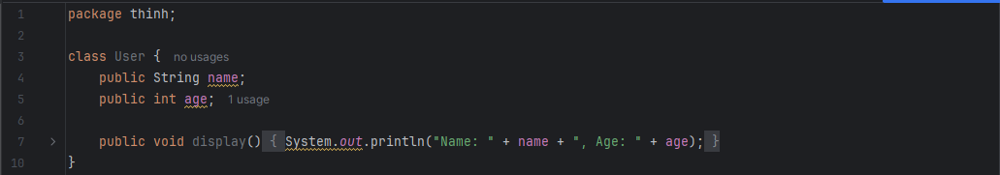 1 package thinh;
2
3 class User { no usages
4 public String name;
5 public int age; 1 usage
6
7 public void display() { System.out.println("Name: " + name + ", Age: " + age); }
10 }